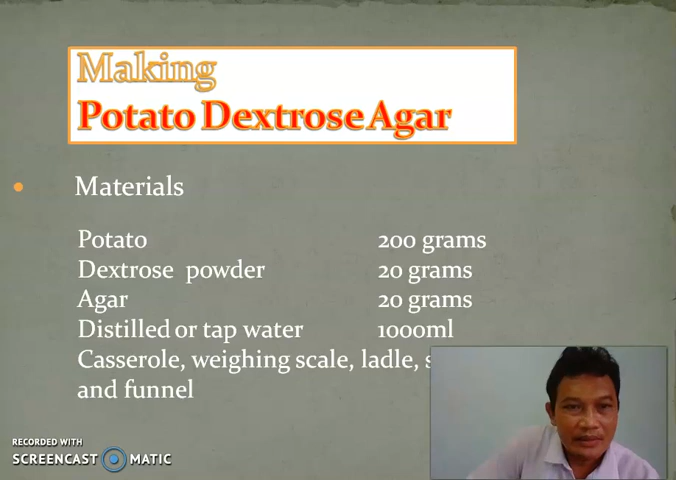 Making
Potato Dextrose Agar
Materials
Potato 200 grams
Dextrose powder 20 grams
Agar 20 grams
Distilled or tap water 1000ml
Casserole, weighing scale, ladle,
and funnel
RECORDED WITH
SCREENCAST MATIC